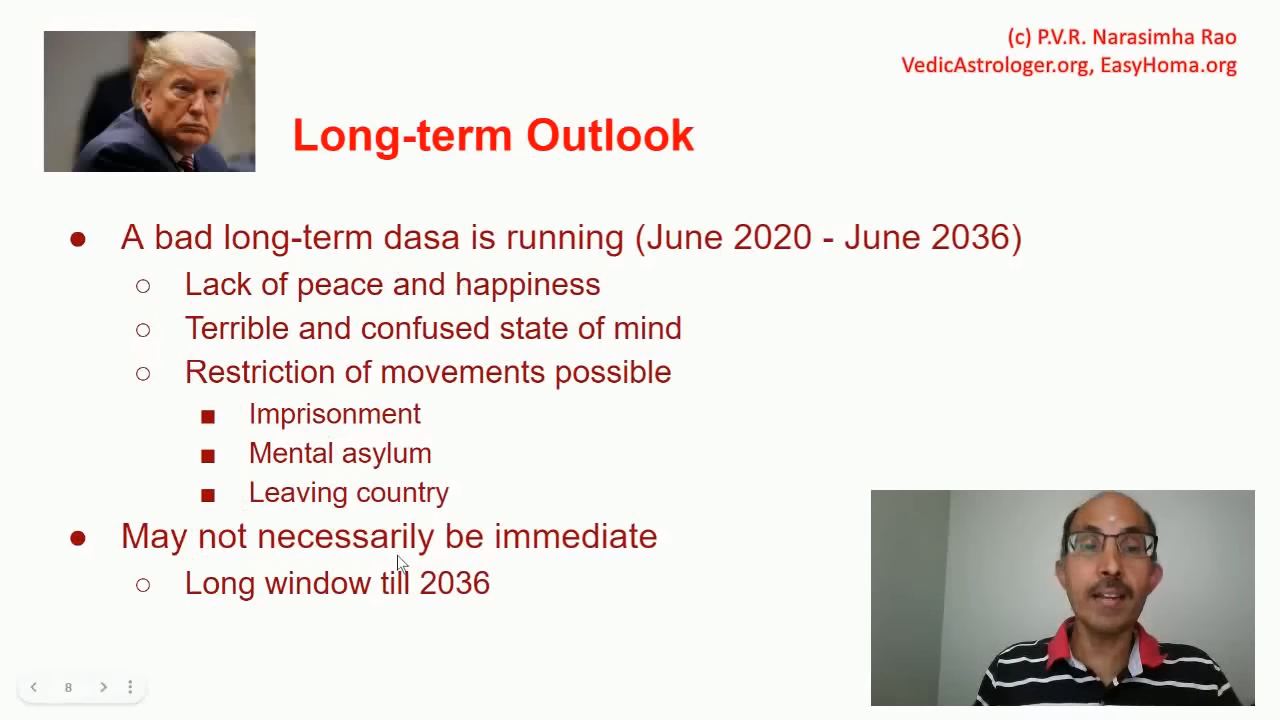 (c) P.V.R. Narasimha Rao
VedicAstrologer.org, EasyHoma.org
Long-term Outlook
● A bad long-term dasa is running (June 2020 - June 2036)
○ Lack of peace and happiness
○ Terrible and confused state of mind
○ Restriction of movements possible
■ Imprisonment
■ Mental asylum
■ Leaving country
● May not necessarily be immediate
○ Long window till 2036
8